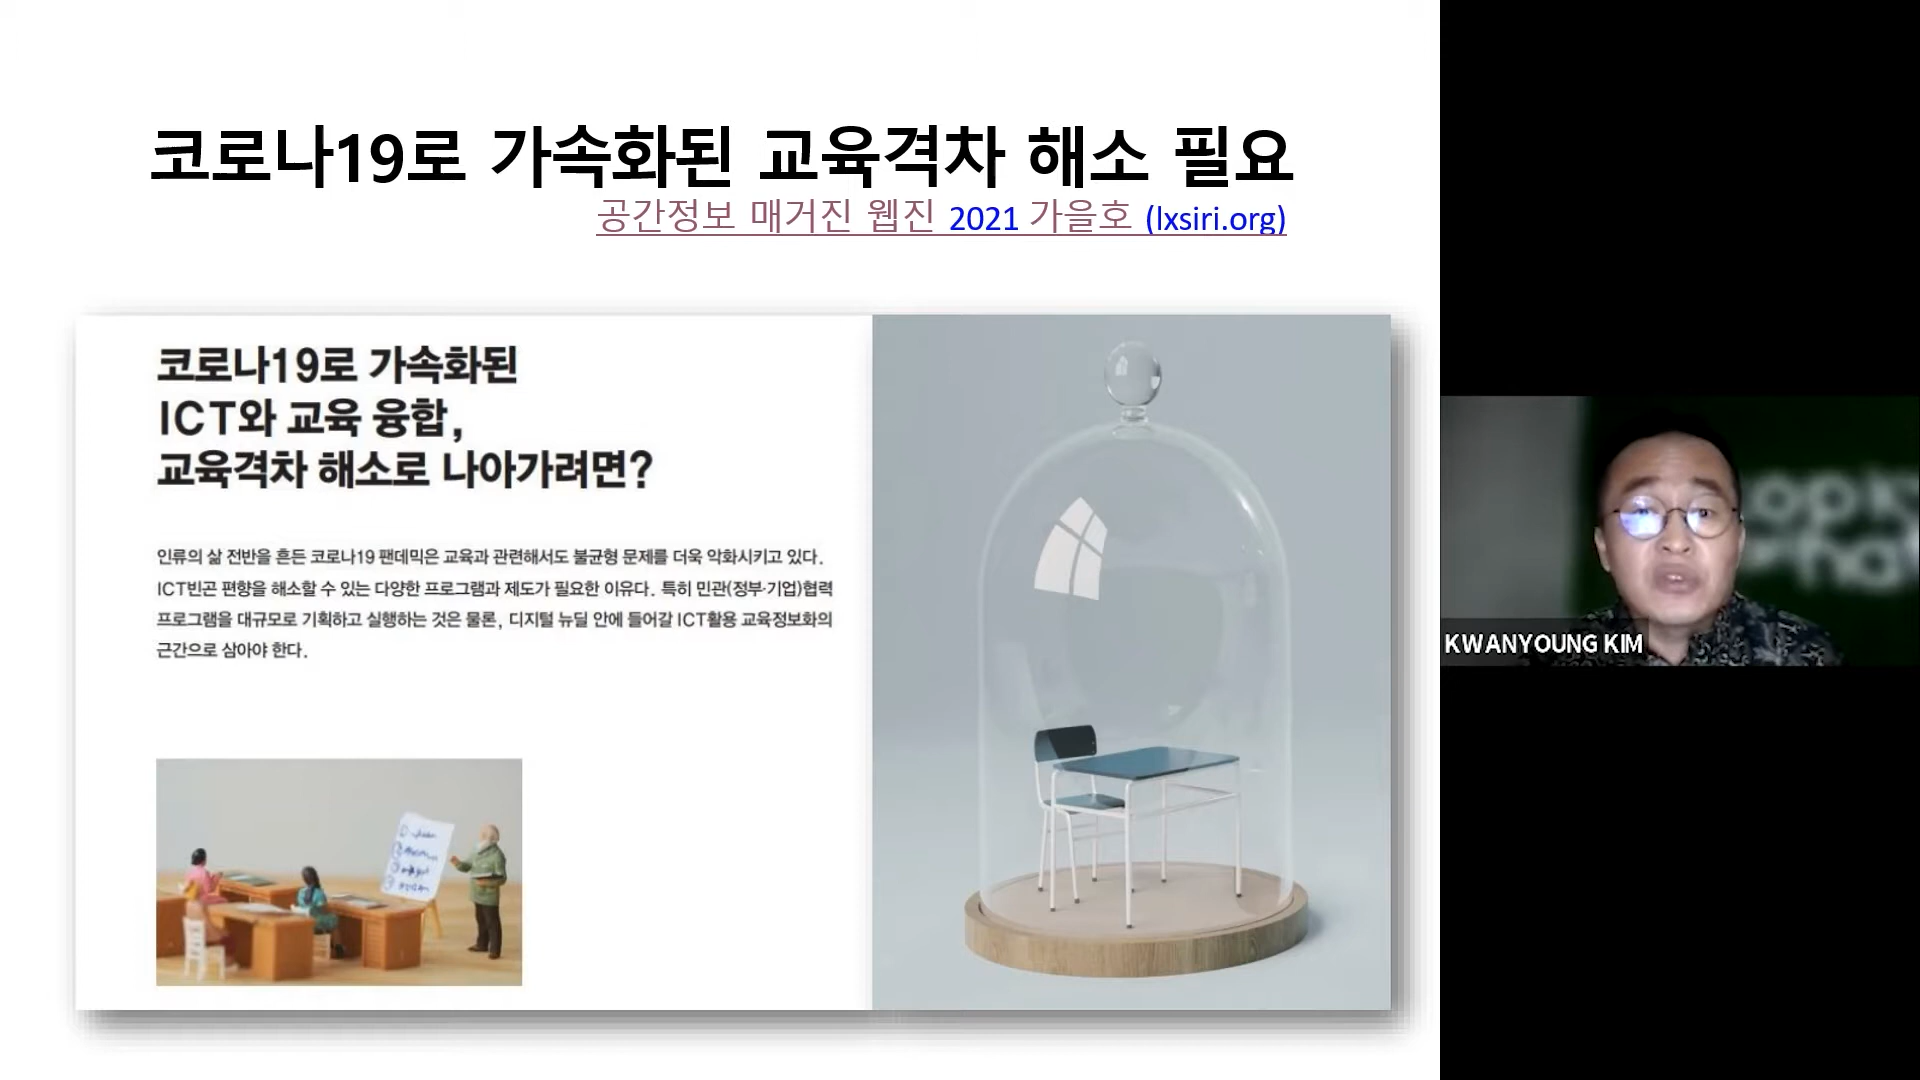 코로나19로 가속화된 교육격차 해소 필요
공간정보 매거진 웹진 2021 가을호 (lxsiri.org)
코로나19로 가속화된
ICT와 교육 융합,
교육격차 해소로 나아가려면?
인류의 삶 전반을 흔든 코로나19 팬데믹은 교육과 관련해서도 불균형 문제를 더욱 악화시키고 있다.
ICT빈곤 편향을 해소할 수 있는 다양한 프로그램과 제도가 필요한 이유다. 특히 민관(정부·기업)협력
프로그램을 대규모로 기획하고 실행하는 것은 물론, 디지털 뉴딜 안에 들어갈 ICT활용 교육정보화의
근간으로 삼아야 한다.
KWANYOUNG KIM